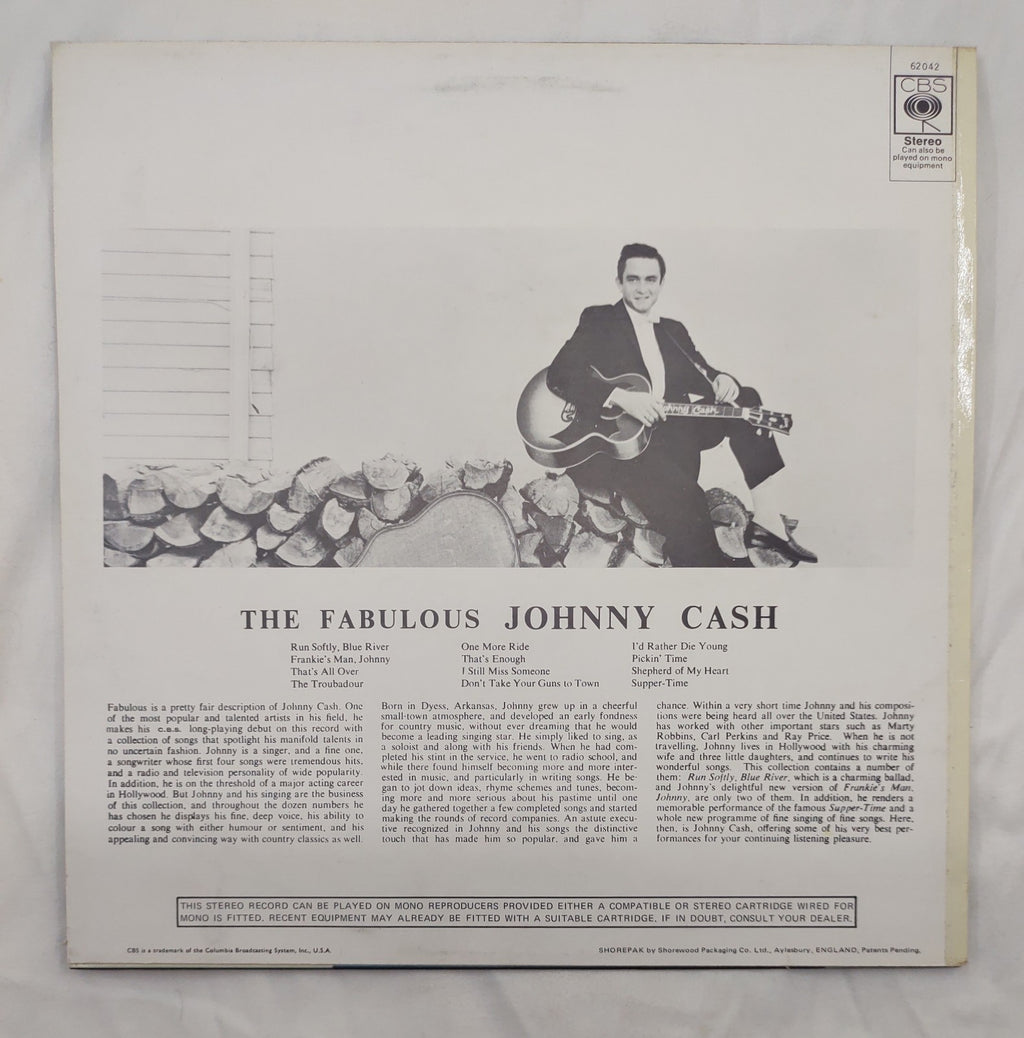 62042
CBS
Stereo
Can also be
played on mono
equipment
Johnny Cash
THE FABULOUS JOHNNY CASH
Run Softly, Blue River
Frankie's Man, Johnny
That's All Over
The Troubadour
One More Ride
That's Enough
I Still Miss Someone
Don't Take Your Guns to Town
I'd Rather Die Young
Pickin' Time
Shepherd of My Heart
Supper-Time
Fabulous is a pretty fair description of Johnny Cash. One
of the most popular and talented artists in his field, he
makes his C.B.S. long-playing debut on this record with
a collection of songs that spotlight his manifold talents in
no uncertain fashion. Johnny is a singer, and a fine one,
a songwriter whose first four songs were tremendous hits,
and a radio and television personality of wide popularity.
In addition, he is on the threshold of a major acting career
in Hollywood. But Johnny and his singing are the business
of this collection, and throughout the dozen numbers he
has chosen he displays his fine, deep voice, his ability to
colour a song with either humour or sentiment, and his
appealing and convincing way with country classics as well.
Born in Dyess, Arkansas, Johnny grew up in a cheerful
small-town atmosphere, and developed an early fondness
for country music, without ever dreaming that he would
become a leading singing star. He simply liked to sing, as
a soloist and along with his friends. When he had com-
pleted his stint in the service, he went to radio school, and
while there found himself becoming more and more inter-
ested in music, and particularly in writing songs. He be-
gan to jot down ideas, rhyme schemes and tunes, becom-
ing more and more serious about his pastime until one
day he gathered together a few completed songs and started
making the rounds of record companies. An astute execu-
tive recognized in Johnny and his songs the distinctive
touch that has made him so popular, and gave him a
chance. Within a very short time Johnny and his composi-
tions were being heard all over the United States. Johnny
has worked with other important stars such as Marty
Robbins, Carl Perkins and Ray Price. When he is not
travelling, Johnny lives in Hollywood with his charming
wife and three little daughters, and continues to write his
wonderful songs. This collection contains a number of
them: Run Softly, Blue River, which is a charming ballad,
and Johnny's delightful new version of Frankie's Man,
Johnny, are only two of them. In addition, he renders a
memorable performance of the famous Supper-Time and a
whole new programme of fine singing of fine songs. Here,
then, is Johnny Cash, offering some of his very best per-
formances for your continuing listening pleasure.
THIS STEREO RECORD CAN BE PLAYED ON MONO REPRODUCERS PROVIDED EITHER A COMPATIBLE OR STEREO CARTRIDGE WIRED FOR
MONO IS FITTED. RECENT EQUIPMENT MAY ALREADY BE FITTED WITH A SUITABLE CARTRIDGE. IF IN DOUBT, CONSULT YOUR DEALER.
CBS is a trademark of the Columbia Broadcasting System, Inc., U.S.A.
SHOREPAK by Shorewood Packaging Co. Ltd., Aylesbury, ENGLAND, Patents Pending.